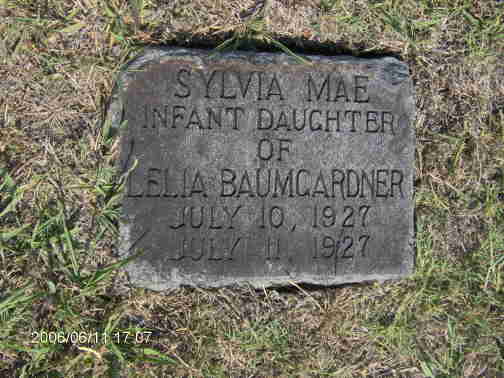 SYLVIA MAE
INFANT DAUGHTER
OF
LELIA BAUMGARDNER
JULY 10, 1927
JULY 11, 1927
2006/06/11 17:07